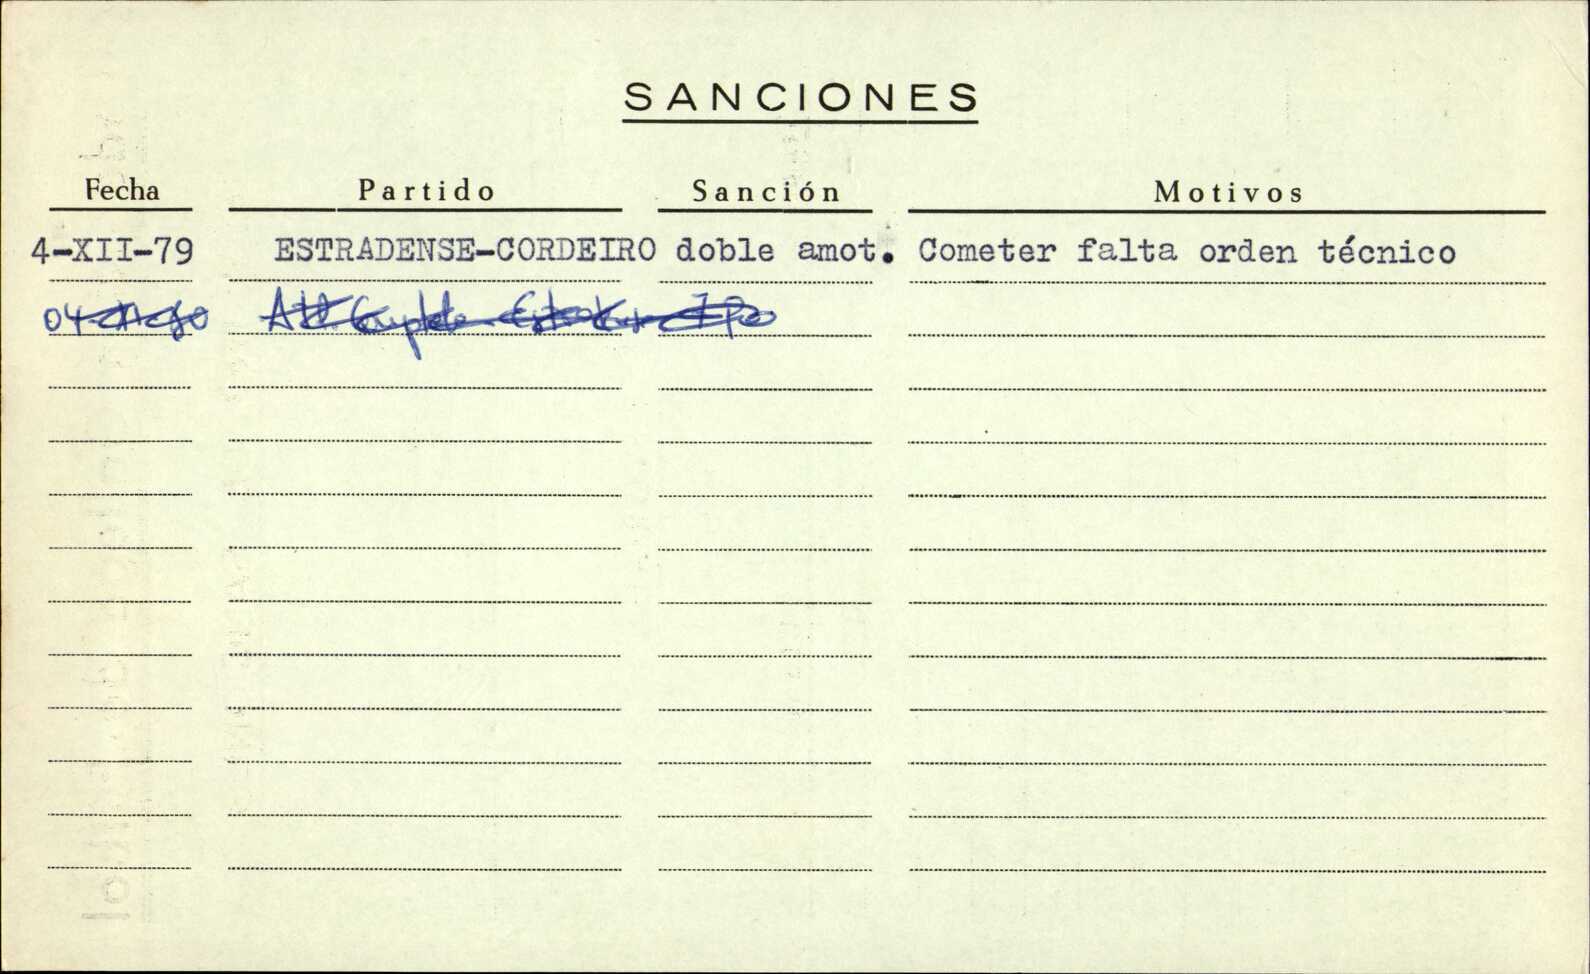 SANCIONES
Fecha Partido Sanción Motivos
4-XII-79 ESTRADENSE-CORDEIRO doble amot. Cometer falta orden técnico